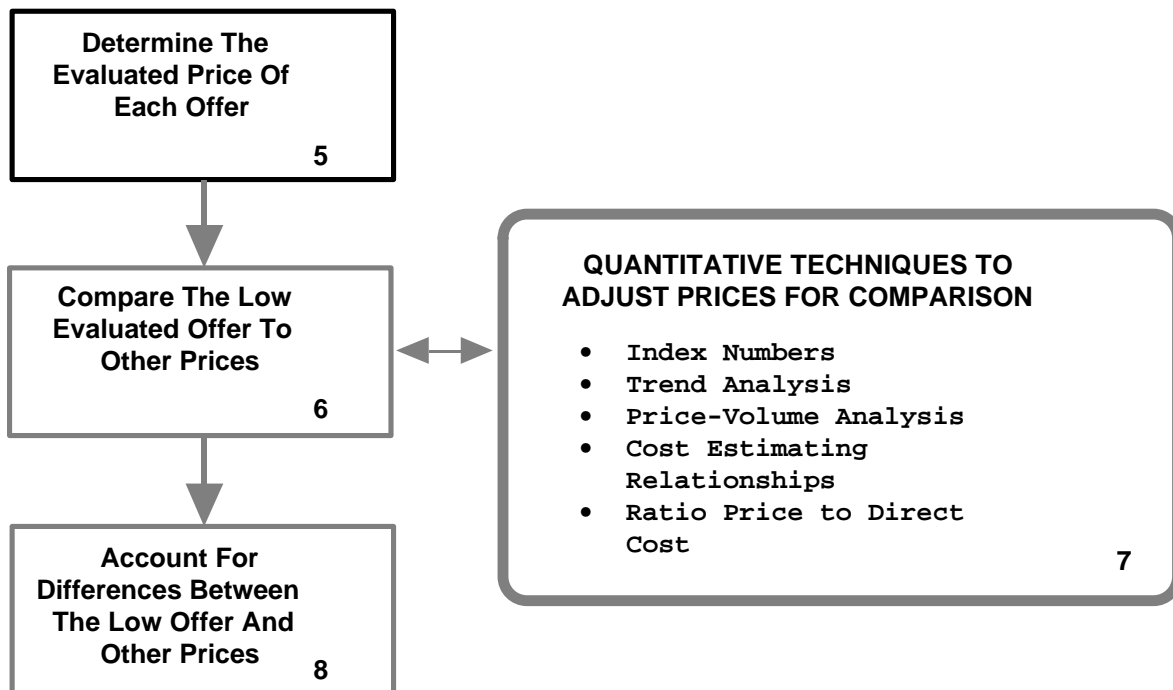 Determine The
Evaluated Price Of
Each Offer
5
Compare The Low
Evaluated Offer To
Other Prices
6
QUANTITATIVE TECHNIQUES TO
ADJUST PRICES FOR COMPARISON
• Index Numbers
• Trend Analysis
• Price-Volume Analysis
• Cost Estimating
Relationships
• Ratio Price to Direct
Cost
7
Account For
Differences Between
The Low Offer And
Other Prices
8